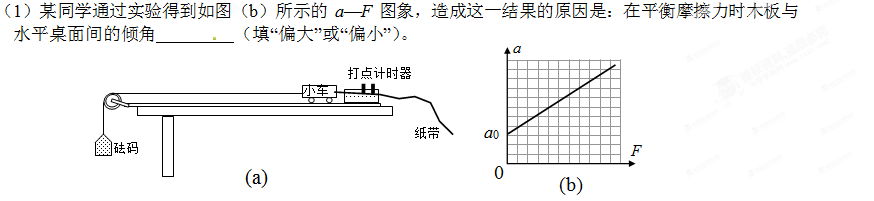 （1）某同学通过实验得到如图（b）所示的 a—F 图象，造成这一结果的原因是：在平衡摩擦力时木板与
水平桌面间的倾角________（填“偏大”或“偏小”）。
打点计时器
小车
纸带
砝码
(a)
a
a0
0
F
(b)